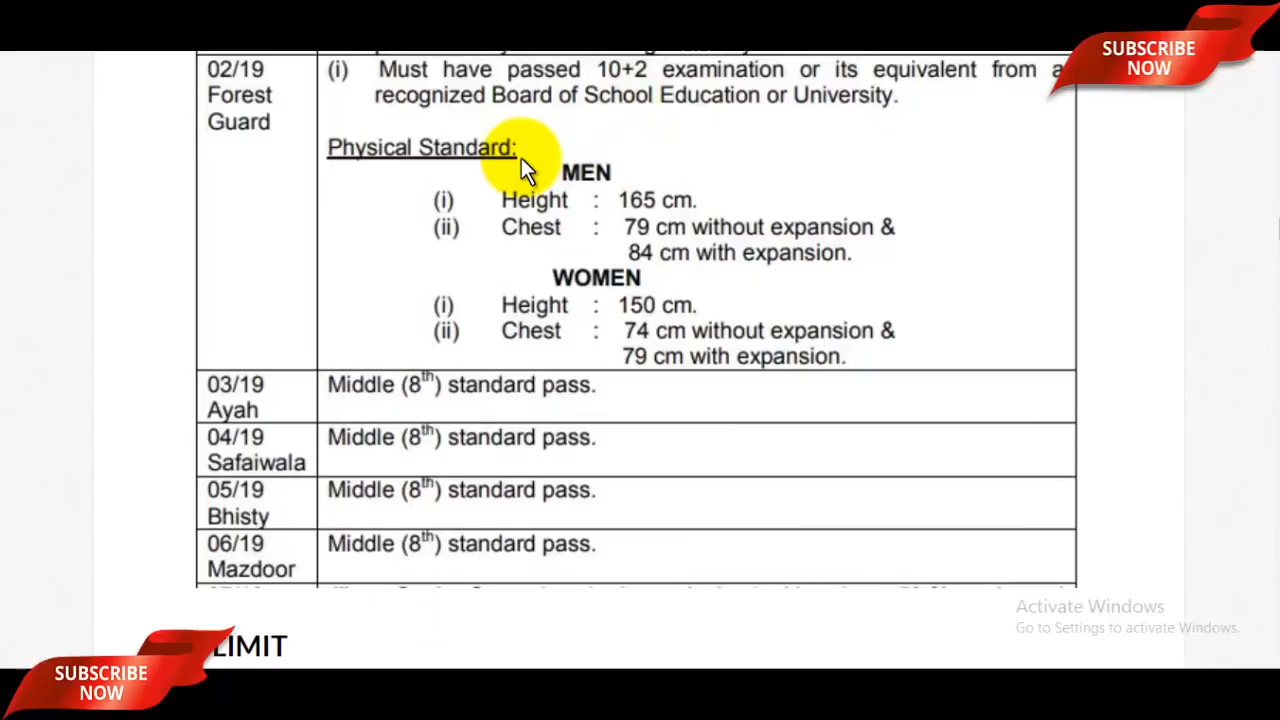 SUBSCRIBE
NOW
02/19
Forest
Guard
(i) Must have passed 10+2 examination or its equivalent from a
recognized Board of School Education or University.
Physical Standard:
MEN
(i) Height : 165 cm.
(ii) Chest : 79 cm without expansion &
84 cm with expansion.
WOMEN
(i) Height : 150 cm.
(ii) Chest : 74 cm without expansion &
79 cm with expansion.
03/19
Ayah
Middle (8th) standard pass.
04/19
Safaiwala
Middle (8th) standard pass.
05/19
Bhisty
Middle (8th) standard pass.
06/19
Mazdoor
Middle (8th) standard pass.
Activate Windows
Go to Settings to activate Windows.
LIMIT
SUBSCRIBE
NOW